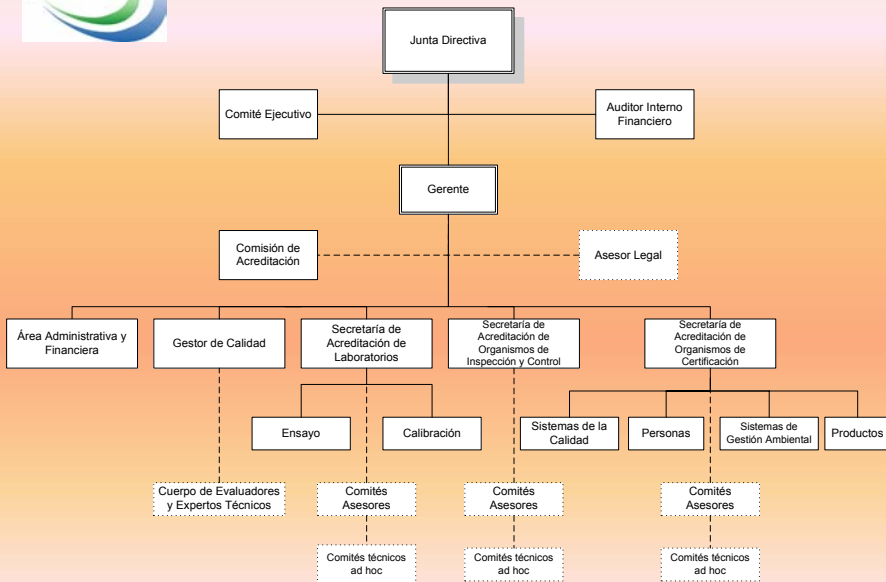 Junta Directiva
Comité Ejecutivo
Auditor Interno
Financiero
Gerente
Comisión de
Acreditación
Asesor Legal
Área Administrativa y
Financiera
Gestor de Calidad
Secretaría de
Acreditación de
Laboratorios
Secretaría de
Acreditación de
Organismos de
Inspección y Control
Secretaría de
Acreditación de
Organismos de
Certificación
Ensayo
Calibración
Sistemas de la
Calidad
Personas
Sistemas de
Gestión Ambiental
Productos
Cuerpo de Evaluadores
y Expertos Técnicos
Comités
Asesores
Comités
Asesores
Comités
Asesores
Comités técnicos
ad hoc
Comités técnicos
ad hoc
Comités técnicos
ad hoc